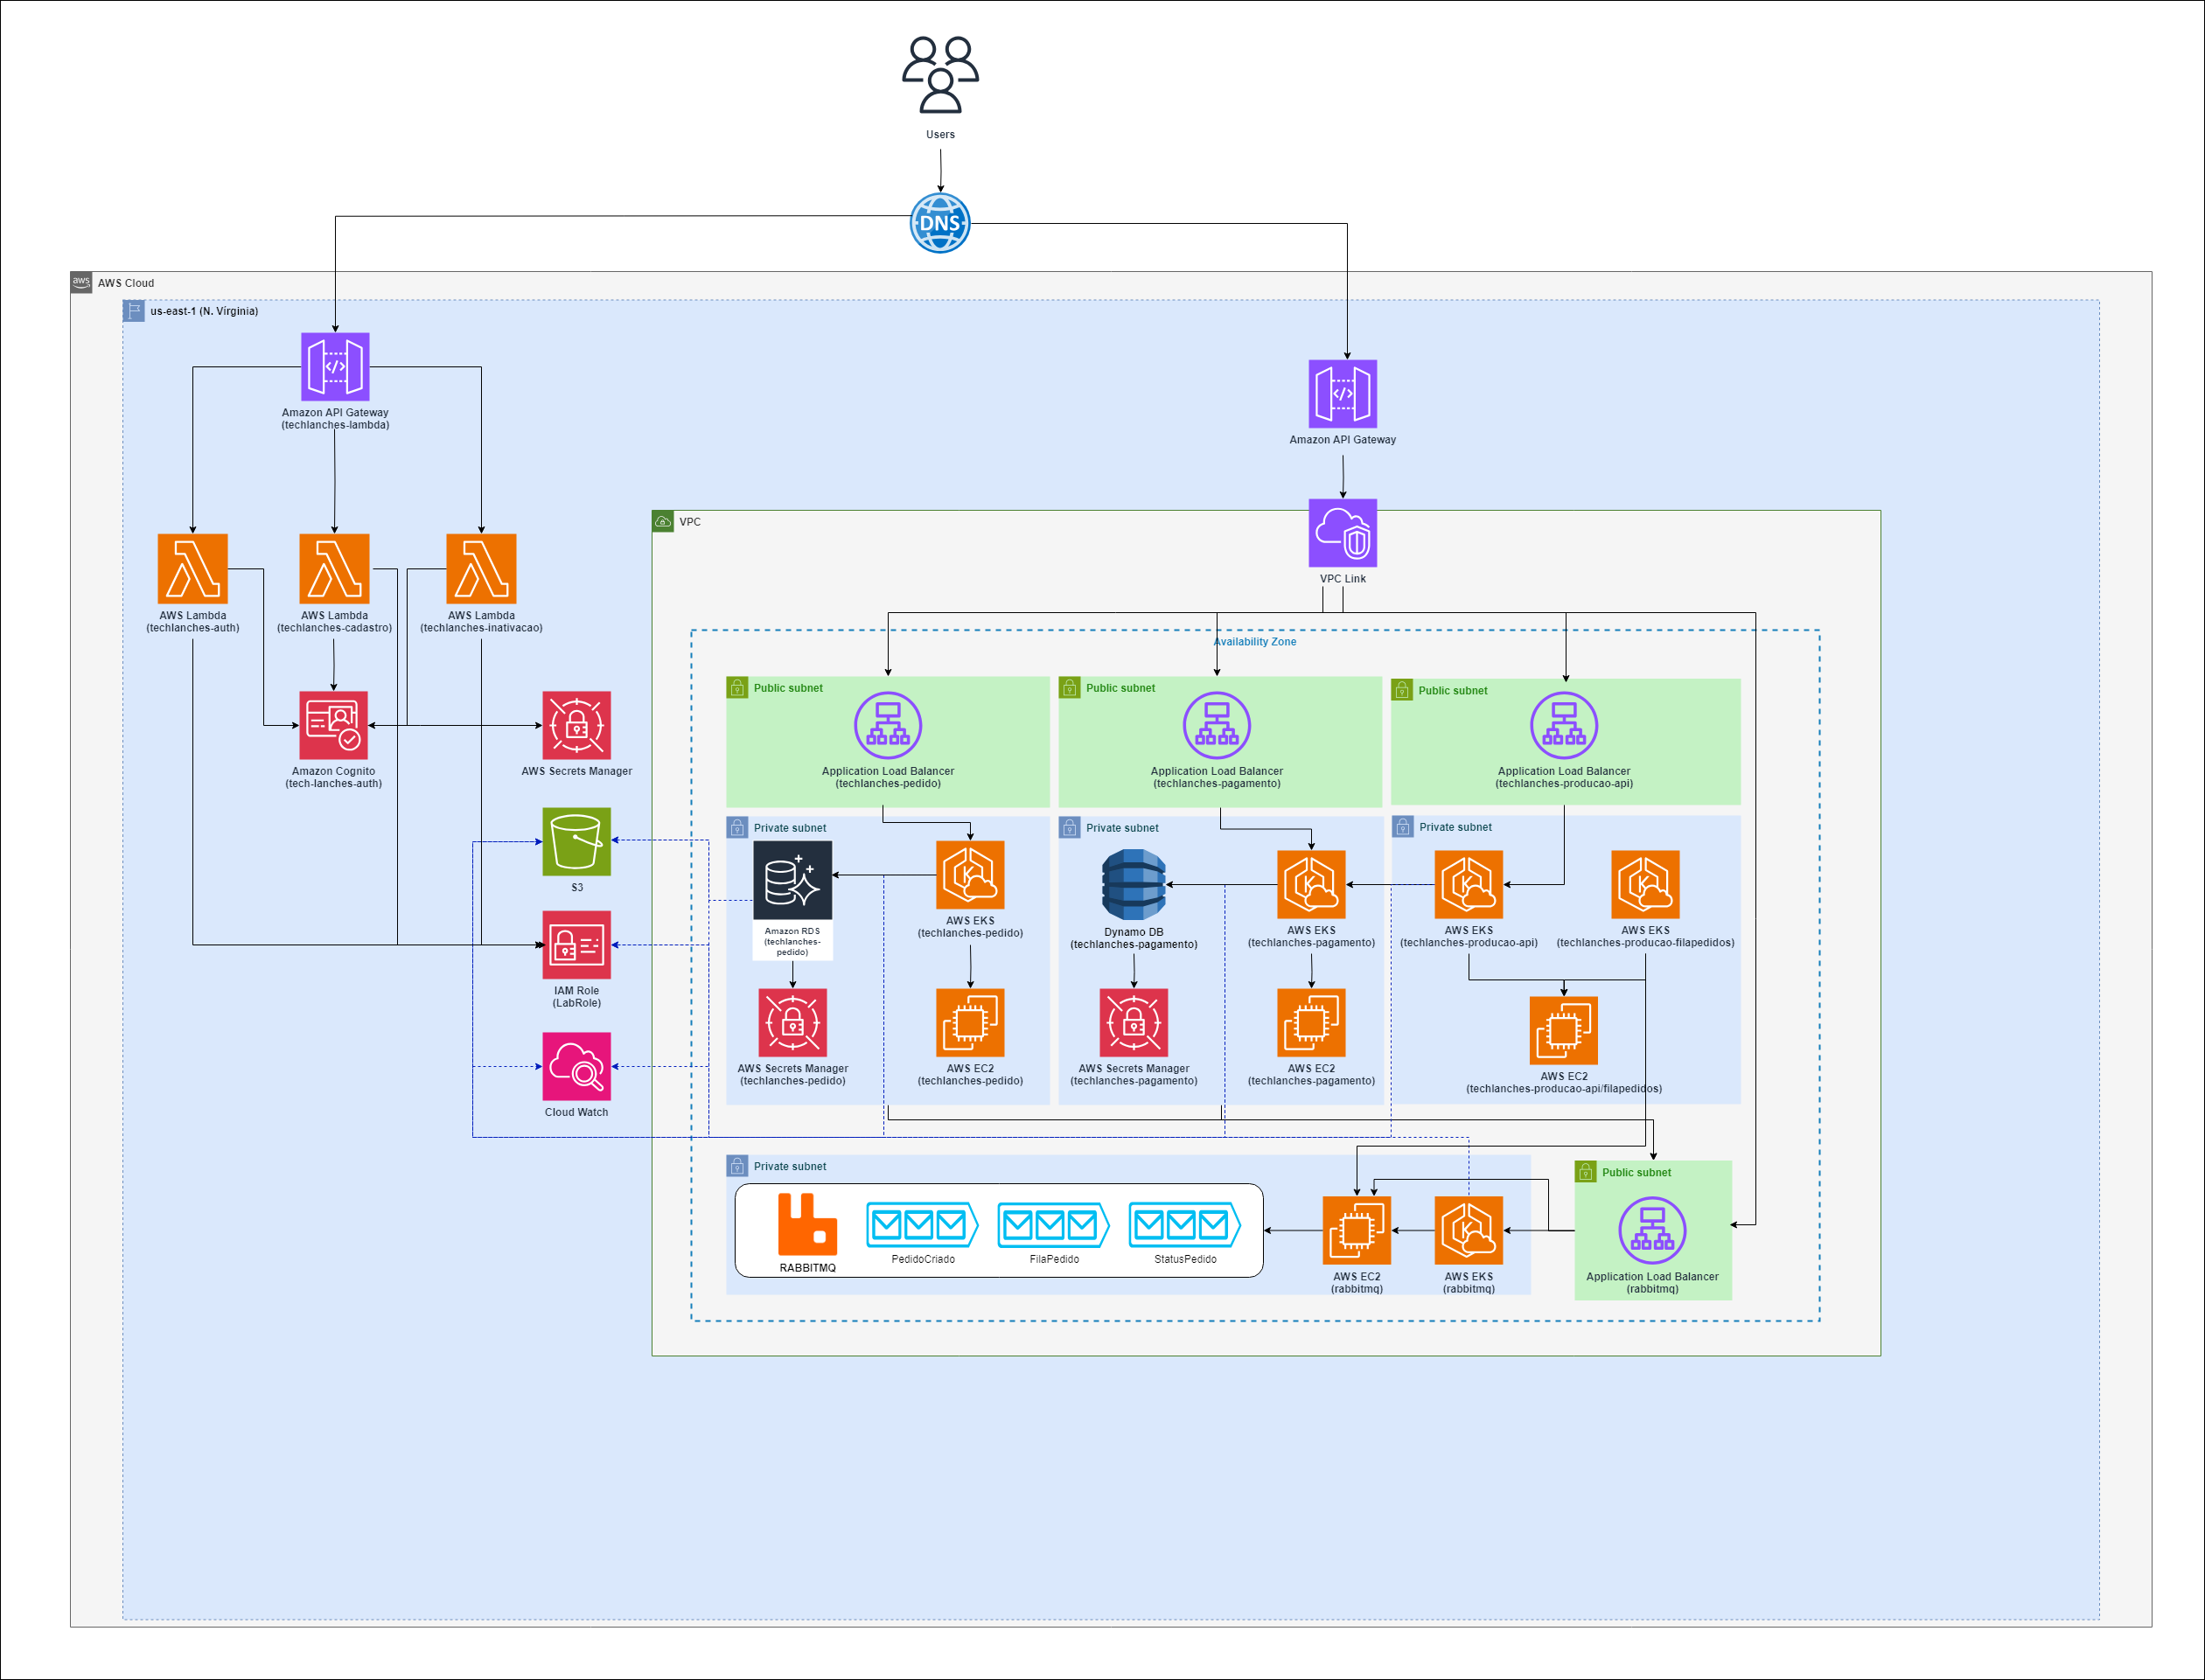 Users
DNS
aws
AWS Cloud
us-east-1 (N. Vírginia)
Amazon API Gateway
(techlanches-lambda)
Amazon API Gateway
VPC
VPC Link
AWS Lambda
(techlanches-auth)
AWS Lambda
(techlanches-cadastro)
AWS Lambda
(techlanches-inativacao)
Availability Zone
Public subnet
Public subnet
Public subnet
Amazon Cognito
(tech-lanches-auth)
AWS Secrets Manager
Application Load Balancer
(techlanches-pedido)
Application Load Balancer
(techlanches-pagamento)
Application Load Balancer
(techlanches-producao-api)
Private subnet
Private subnet
Private subnet
S3
Amazon RDS
(techlanches-
pedido)
AWS EKS
(techlanches-pedido)
Dynamo DB
(techlanches-pagamento)
AWS EKS
(techlanches-pagamento)
AWS EKS
(techlanches-producao-api)
AWS EKS
(techlanches-producao-filapedidos)
IAM Role
(LabRole)
AWS Secrets Manager
(techlanches-pedido)
AWS EC2
(techlanches-pedido)
AWS Secrets Manager
(techlanches-pagamento)
AWS EC2
(techlanches-pagamento)
AWS EC2
(techlanches-producao-api/filapedidos)
Cloud Watch
Private subnet
Public subnet
RABBITMQ
PedidoCriado
FilaPedido
StatusPedido
AWS EC2
(rabbitmq)
AWS EKS
(rabbitmq)
Application Load Balancer
(rabbitmq)